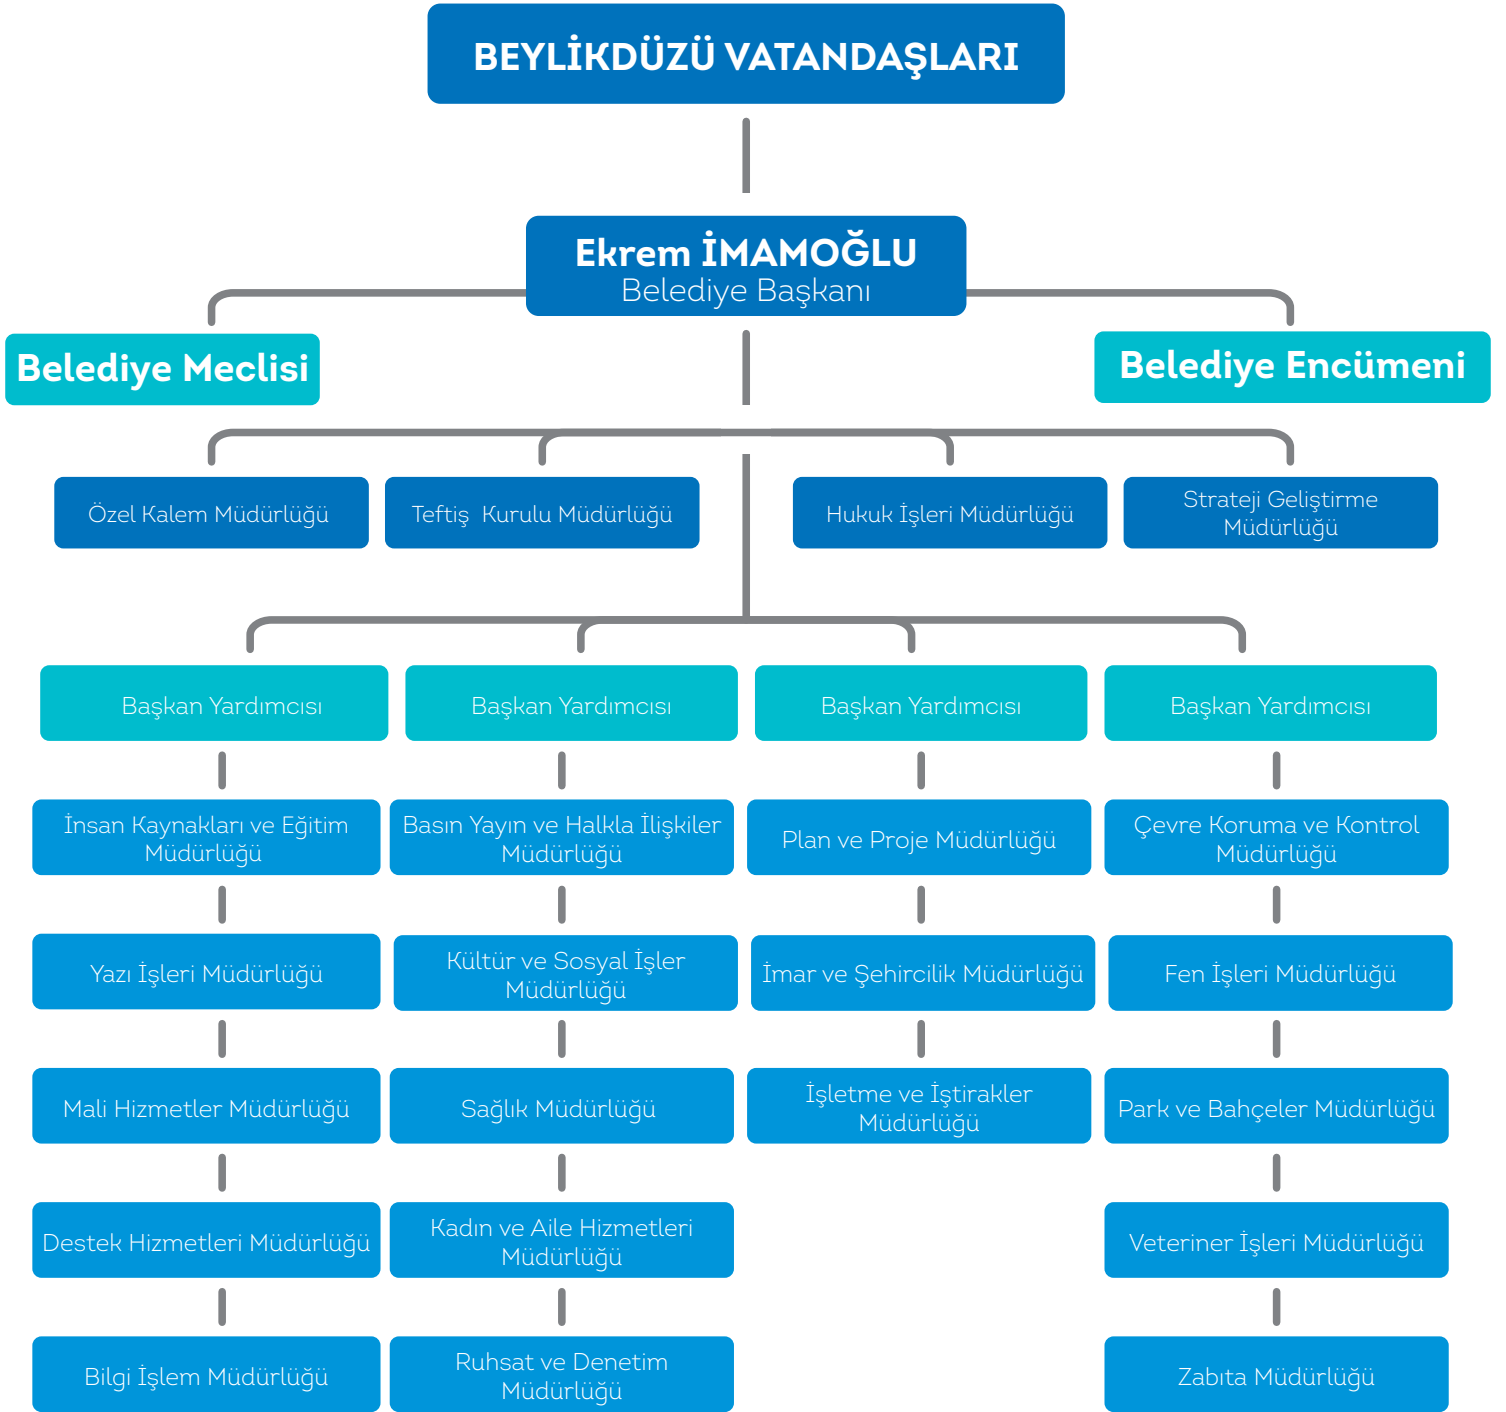 BEYLİKDÜZÜ VATANDAŞLARI
Ekrem İMAMOĞLU
Belediye Başkanı
Belediye Meclisi
Belediye Encümeni
Özel Kalem Müdürlüğü
Teftiş Kurulu Müdürlüğü
Hukuk İşleri Müdürlüğü
Strateji Geliştirme
Müdürlüğü
Başkan Yardımcısı
Başkan Yardımcısı
Başkan Yardımcısı
Başkan Yardımcısı
İnsan Kaynakları ve Eğitim
Müdürlüğü
Basın Yayın ve Halkla İlişkiler
Müdürlüğü
Plan ve Proje Müdürlüğü
Çevre Koruma ve Kontrol
Müdürlüğü
Yazı İşleri Müdürlüğü
Kültür ve Sosyal İşler
Müdürlüğü
İmar ve Şehircilik Müdürlüğü
Fen İşleri Müdürlüğü
Mali Hizmetler Müdürlüğü
Sağlık Müdürlüğü
İşletme ve İştirakler
Müdürlüğü
Park ve Bahçeler Müdürlüğü
Destek Hizmetleri Müdürlüğü
Kadın ve Aile Hizmetleri
Müdürlüğü
Veteriner İşleri Müdürlüğü
Bilgi İşlem Müdürlüğü
Ruhsat ve Denetim
Müdürlüğü
Zabıta Müdürlüğü